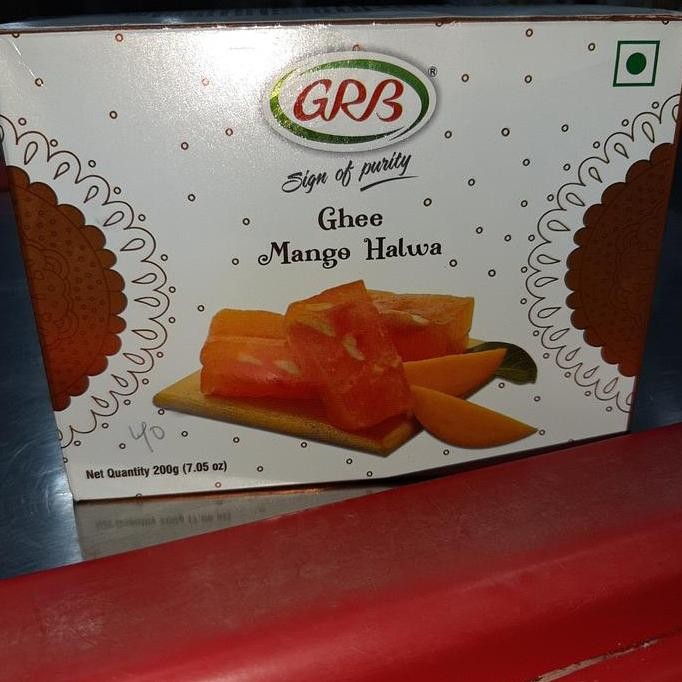 GRB
®
Sign of purity
Ghee
Mango Halwa
40
Net Quantity 200g (7.05 oz)